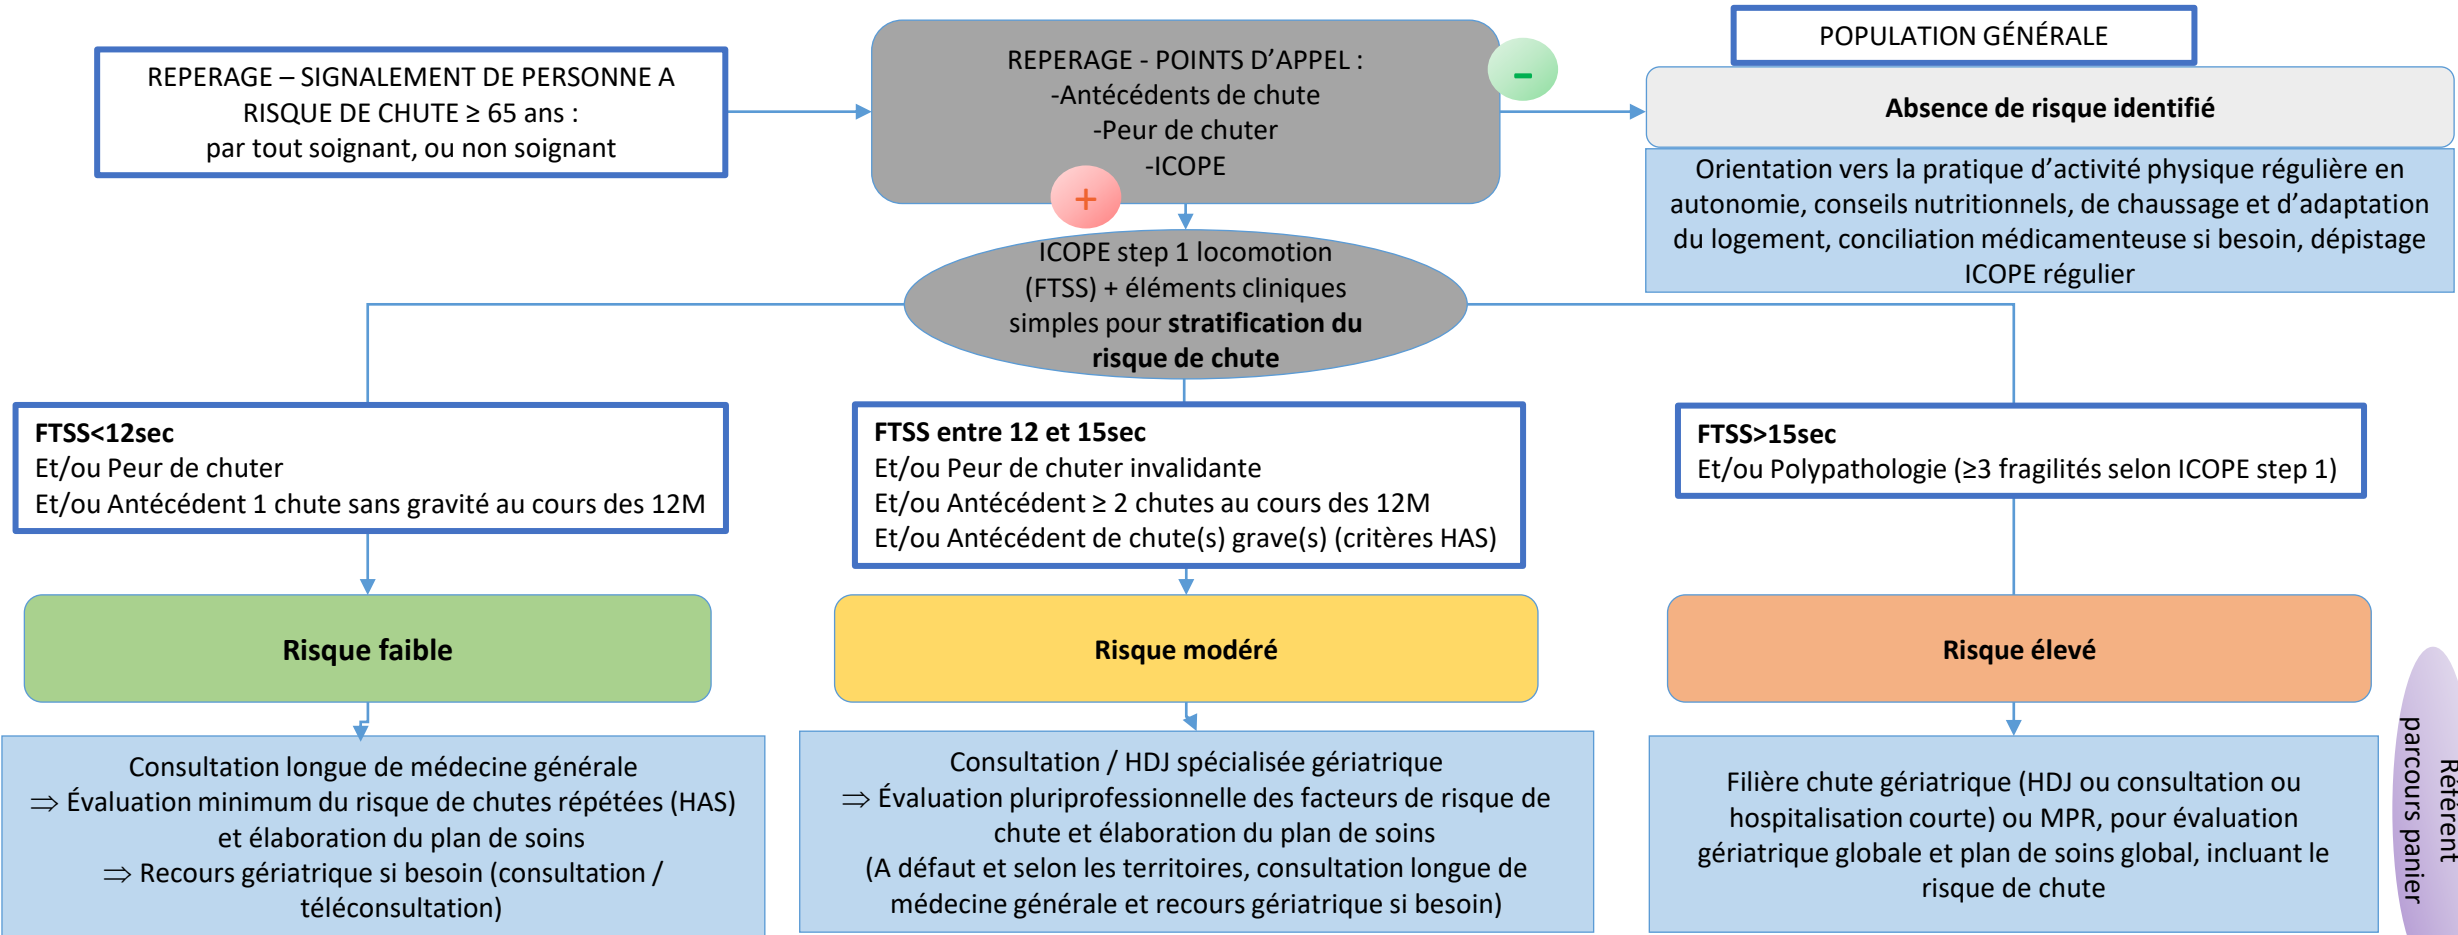 REPERAGE – SIGNALEMENT DE PERSONNE A
RISQUE DE CHUTE ≥ 65 ans :
par tout soignant, ou non soignant
REPERAGE - POINTS D’APPEL :
-Antécédents de chute
-Peur de chuter
-ICOPE
-
+
POPULATION GÉNÉRALE
Absence de risque identifié
Orientation vers la pratique d’activité physique régulière en
autonomie, conseils nutritionnels, de chaussage et d’adaptation
du logement, conciliation médicamenteuse si besoin, dépistage
ICOPE régulier
ICOPE step 1 locomotion
(FTSS) + éléments cliniques
simples pour stratification du
risque de chute
FTSS<12sec
Et/ou Peur de chuter
Et/ou Antécédent 1 chute sans gravité au cours des 12M
FTSS entre 12 et 15sec
Et/ou Peur de chuter invalidante
Et/ou Antécédent ≥ 2 chutes au cours des 12M
Et/ou Antécédent de chute(s) grave(s) (critères HAS)
FTSS>15sec
Et/ou Polypathologie (≥3 fragilités selon ICOPE step 1)
Risque faible
Risque modéré
Risque élevé
Consultation longue de médecine générale
⇒ Évaluation minimum du risque de chutes répétées (HAS)
et élaboration du plan de soins
⇒ Recours gériatrique si besoin (consultation /
téléconsultation)
Consultation / HDJ spécialisée gériatrique
⇒ Évaluation pluriprofessionnelle des facteurs de risque de
chute et élaboration du plan de soins
(A défaut et selon les territoires, consultation longue de
médecine générale et recours gériatrique si besoin)
Filière chute gériatrique (HDJ ou consultation ou
hospitalisation courte) ou MPR, pour évaluation
gériatrique globale et plan de soins global, incluant le
risque de chute
Référent
parcours panier